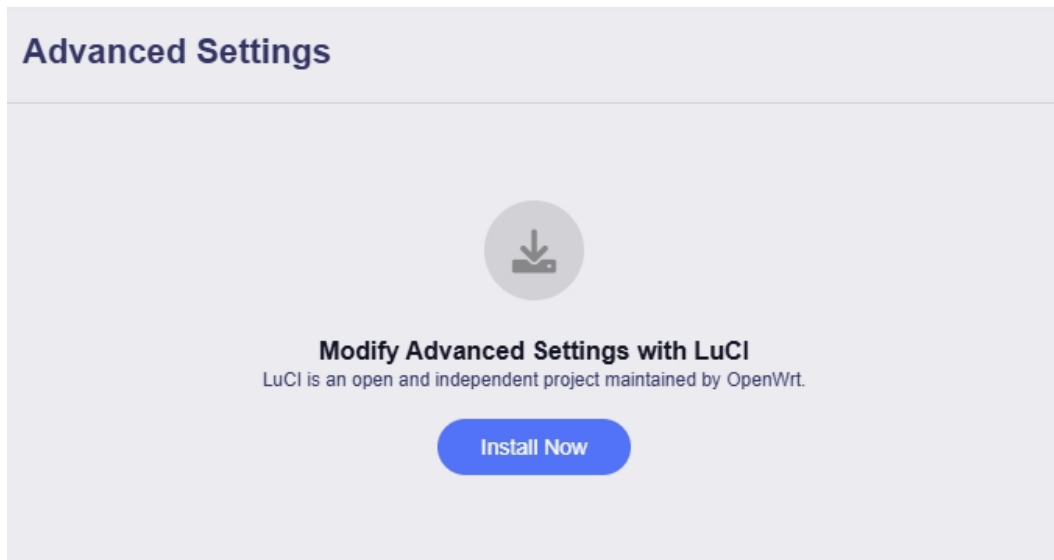 Advanced Settings
Modify Advanced Settings with LuCI
LuCI is an open and independent project maintained by OpenWrt.
Install Now